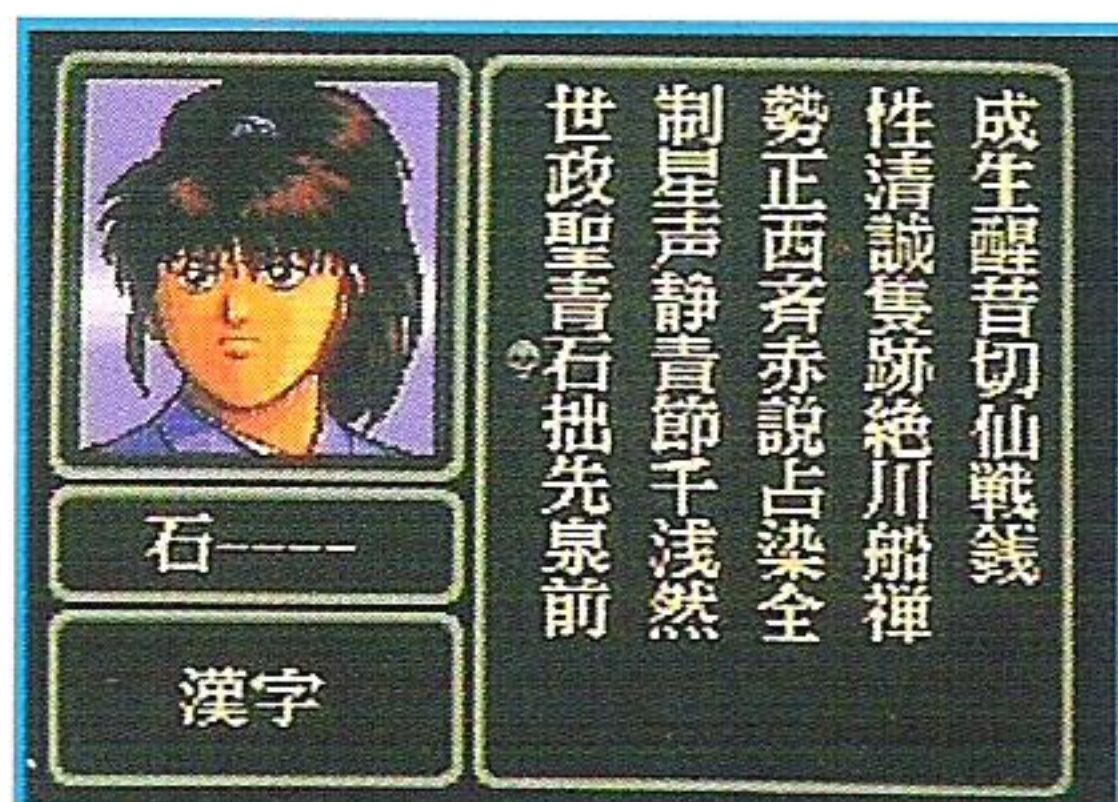 石----
漢字
成生醒昔切仙戦銭
性清誠隻跡絶川船禅
勢正西斉赤説占染全
制星声静責節千浅然
世政聖青石拙先泉前